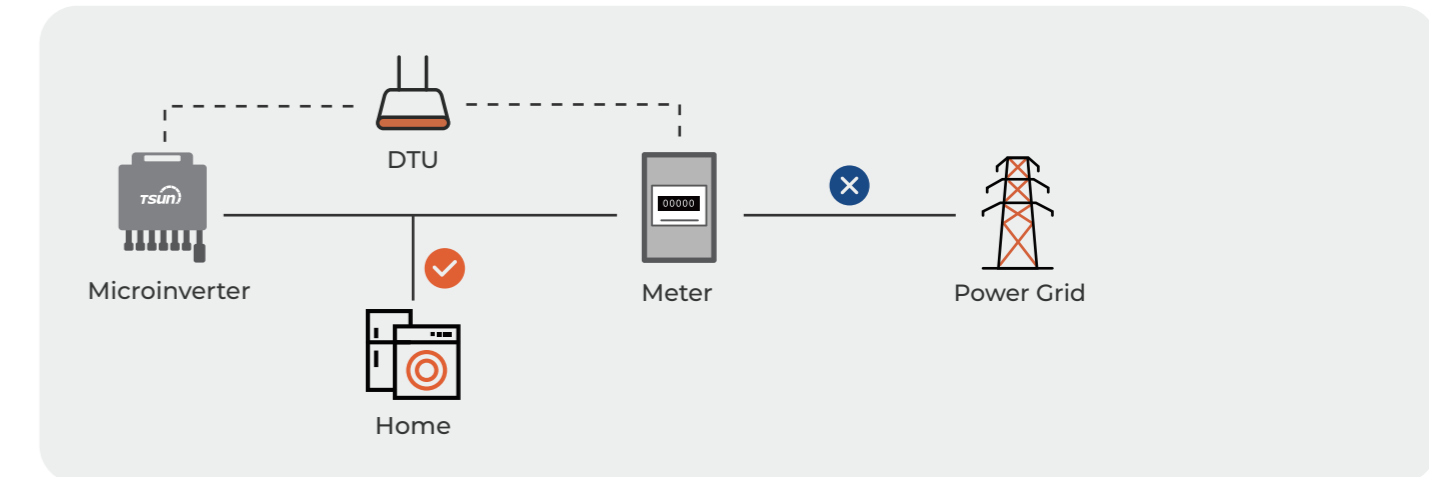 DTU
TSUN
00000
Microinverter
Meter
Power Grid
Home